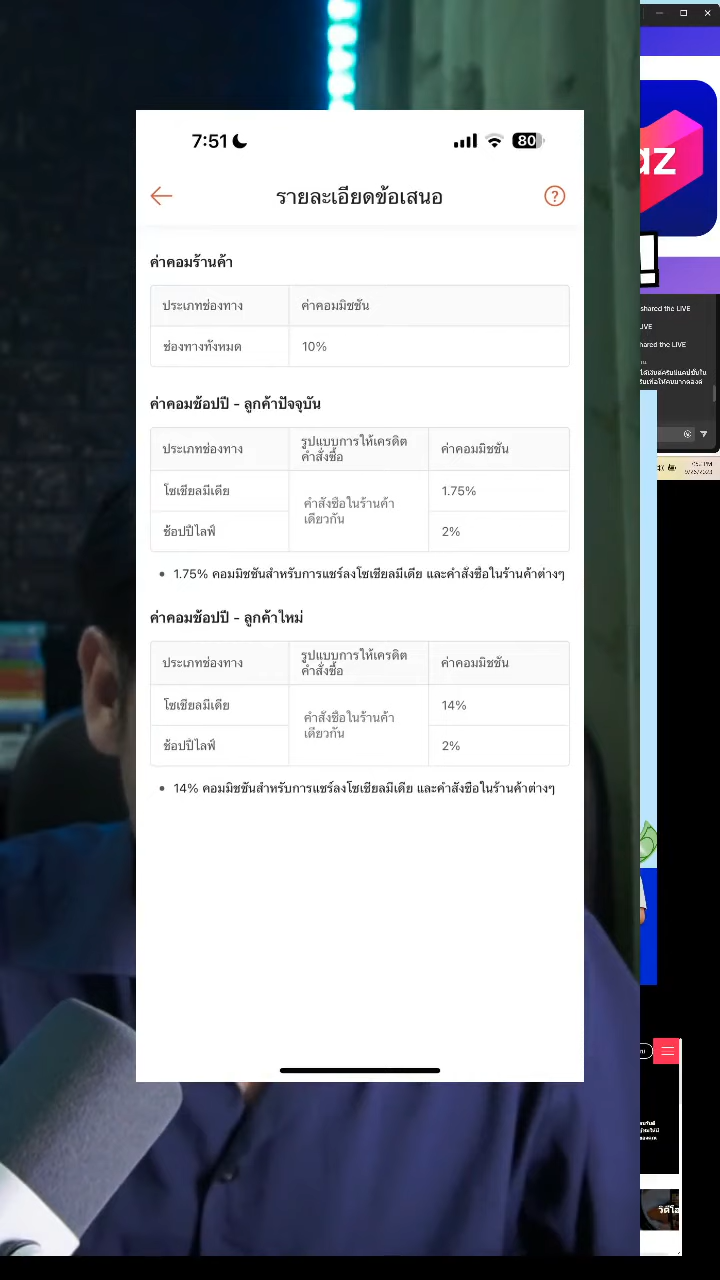 7:51
80
รายละเอียดข้อเสนอ
?
ค่าคอมร้านค้า
ประเภทช่องทาง
ค่าคอมมิชชัน
ช่องทางทั้งหมด
10%
ค่าคอมช้อปปี - ลูกค้าปัจจุบัน
ประเภทช่องทาง
รูปแบบการให้เครดิต
คำสั่งซื้อ
ค่าคอมมิชชัน
โซเชียลมีเดีย
คำสั่งซื้อในร้านค้า
เดียวกัน
1.75%
ช้อปปีไลฟ์
2%
• 1.75% คอมมิชชันสำหรับการแชร์ลงโซเชียลมีเดีย และคำสั่งซื้อในร้านค้าต่างๆ
ค่าคอมช้อปปี - ลูกค้าใหม่
ประเภทช่องทาง
รูปแบบการให้เครดิต
คำสั่งซื้อ
ค่าคอมมิชชัน
โซเชียลมีเดีย
คำสั่งซื้อในร้านค้า
เดียวกัน
14%
ช้อปปีไลฟ์
2%
• 14% คอมมิชชันสำหรับการแชร์ลงโซเชียลมีเดีย และคำสั่งซื้อในร้านค้าต่างๆ
az
shared the LIVE
IVE
hared the LIVE
วิดีโอ